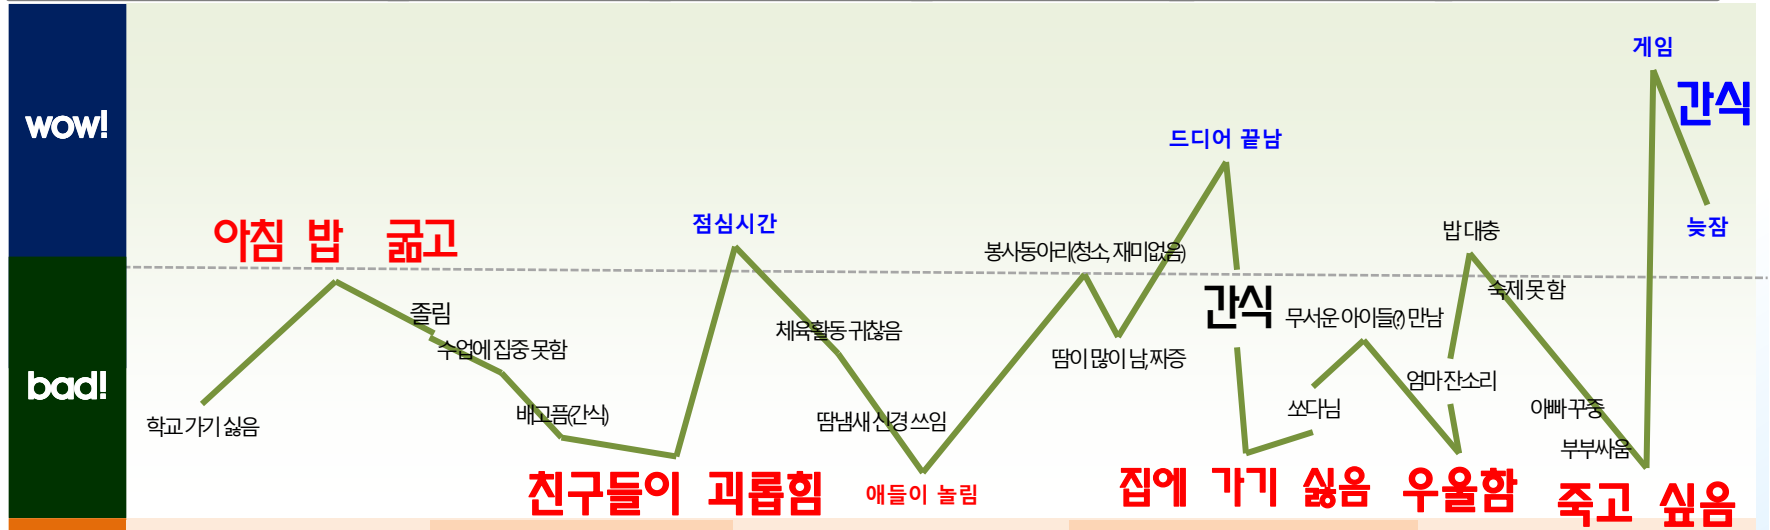 wow!
bad!
아침 밥 굶고
학교 가기 싫음
졸림
수업에 집중 못함
배고픔(간식)
친구들이 괴롭힘
점심시간
체육활동 귀찮음
땀냄새 신경 쓰임
애들이 놀림
봉사동아리(청소, 재미없음)
땀이 많이 남,짜증
드디어 끝남
간식
집에 가기 싫음
쏘다님
무서운 아이들(?) 만남
우울함
엄마 잔소리
밥 대충
숙제 못 함
아빠 꾸중
부부싸움
죽고 싶음
게임
간식
늦잠